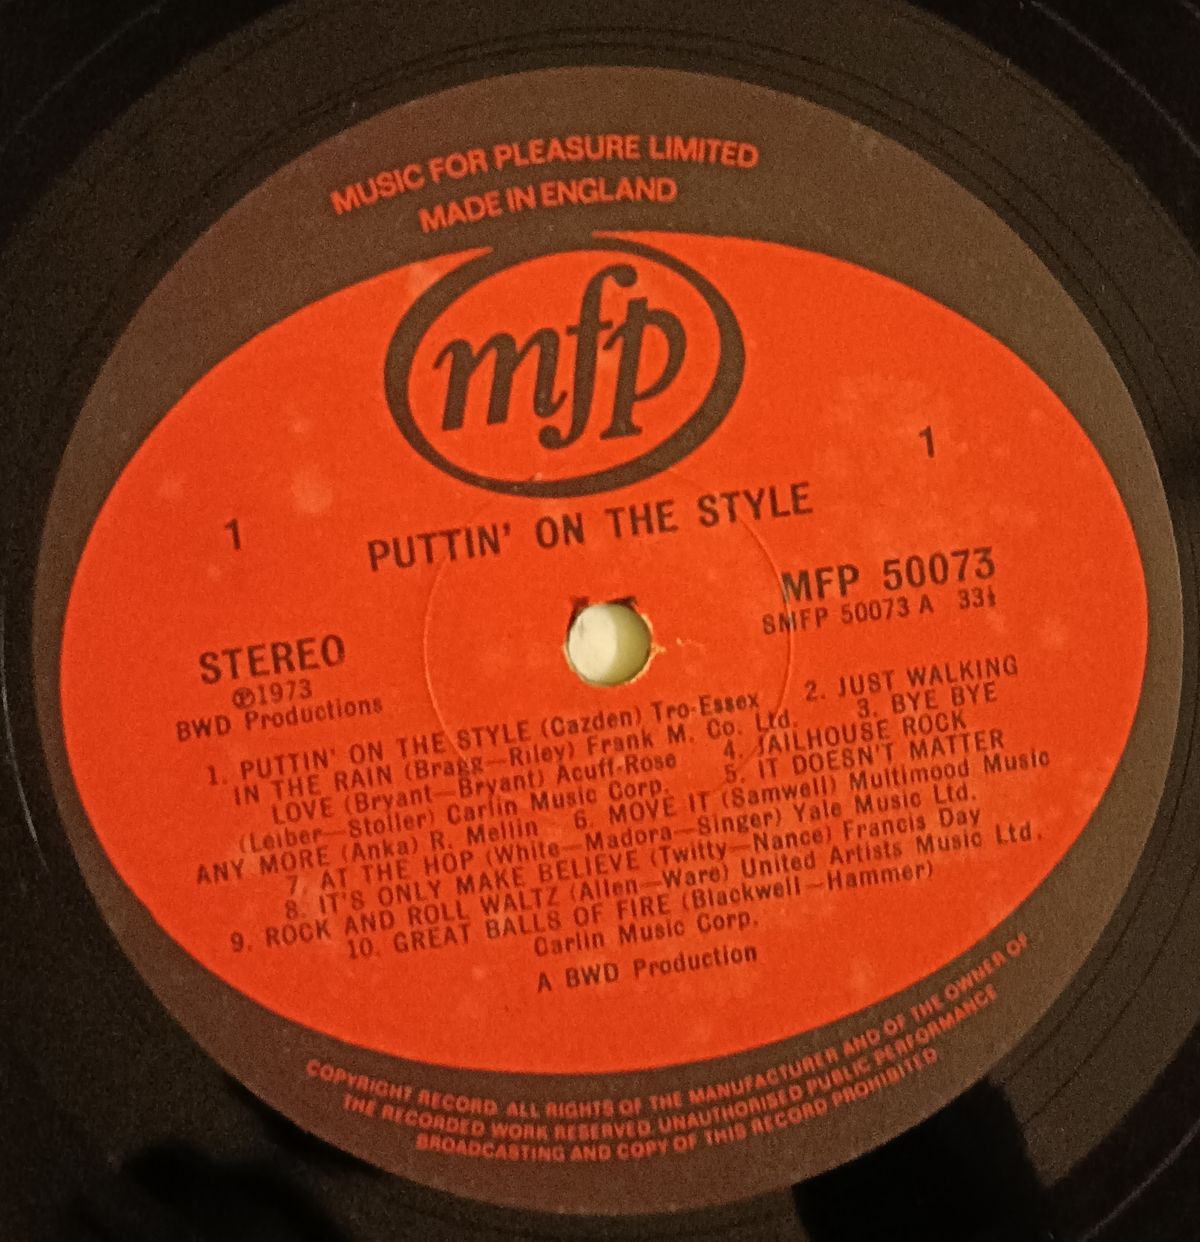 MUSIC FOR PLEASURE LIMITED
MADE IN ENGLAND
mfp
1
1
PUTTIN' ON THE STYLE
MFP 50073
SMFP 50073 A 33⅓
STEREO
Ⓟ1973
BWD Productions
1. PUTTIN' ON THE STYLE (Cazden) Tro-Essex 2. JUST WALKING
IN THE RAIN (Bragg—Riley) Frank M. Co. Ltd. 3. BYE BYE
LOVE (Bryant—Bryant) Acuff-Rose 4. JAILHOUSE ROCK
(Leiber—Stoller) Carlin Music Corp. 5. IT DOESN'T MATTER
ANY MORE (Anka) R. Mellin 6. MOVE IT (Samwell) Multimood Music
7. AT THE HOP (White—Madora—Singer) Yale Music Ltd.
8. IT'S ONLY MAKE BELIEVE (Twitty—Nance) Francis Day
9. ROCK AND ROLL WALTZ (Allen—Ware) United Artists Music Ltd.
10. GREAT BALLS OF FIRE (Blackwell—Hammer)
Carlin Music Corp.
A BWD Production
COPYRIGHT RECORD. ALL RIGHTS OF THE MANUFACTURER AND OF THE OWNER OF
THE RECORDED WORK RESERVED. UNAUTHORISED PUBLIC PERFORMANCE
BROADCASTING AND COPY OF THIS RECORD PROHIBITED